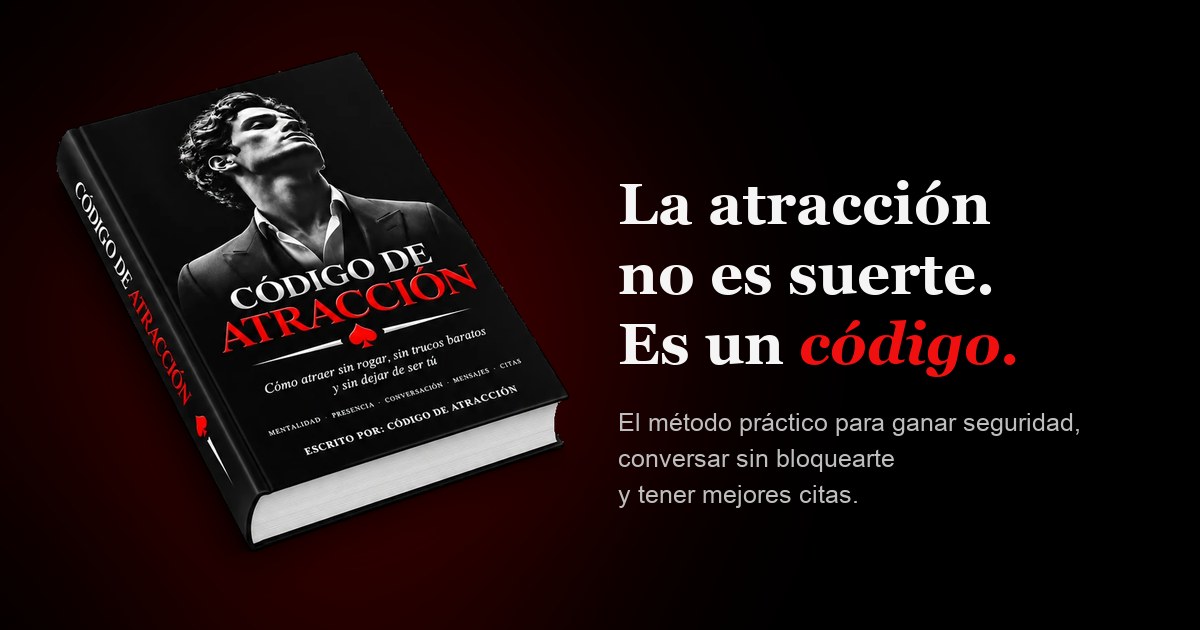 CÓDIGO DE ATRACCIÓN
CÓDIGO DE
ATRACCIÓN
Cómo atraer sin rogar, sin trucos baratos
y sin dejar de ser tú
MENTALIDAD · PRESENCIA · CONVERSACIÓN · MENSAJES · CITAS
ESCRITO POR: CÓDIGO DE ATRACCIÓN
La atracción
no es suerte.
Es un código.
El método práctico para ganar seguridad,
conversar sin bloquearte
y tener mejores citas.